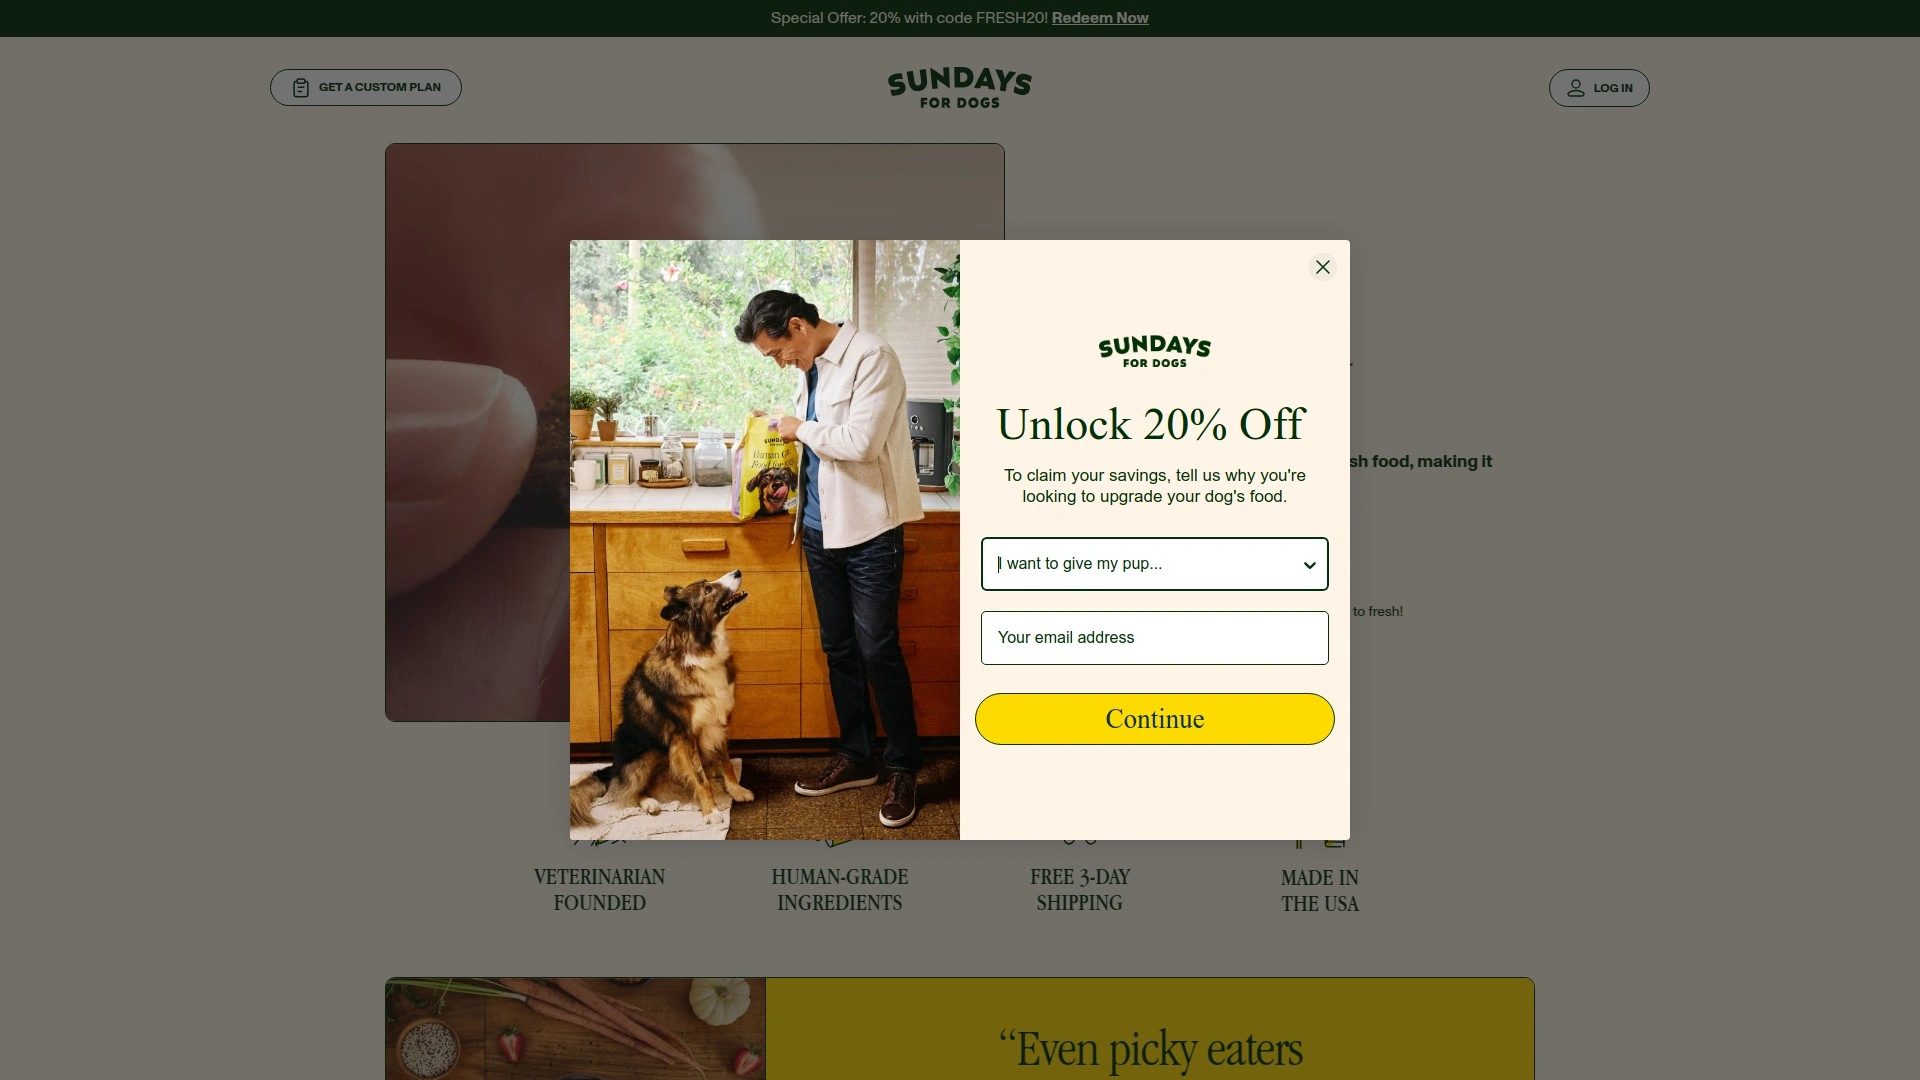 Special Offer: 20% with code FRESH20! Redeem Now
GET A CUSTOM PLAN
SUNDAYS
FOR DOGS
LOG IN
SUNDAYS
FOR DOGS
Unlock 20% Off
To claim your savings, tell us why you're
looking to upgrade your dog's food.
I want to give my pup...
Your email address
Continue
sh food, making it
to fresh!
VETERINARIAN
FOUNDED
HUMAN-GRADE
INGREDIENTS
FREE 3-DAY
SHIPPING
MADE IN
THE USA
“Even picky eaters